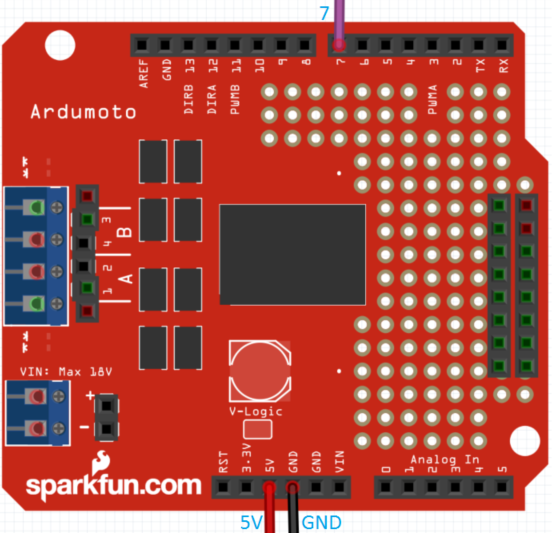 7
AREF GND 13 12 11 10 9 8 7 6 5 4 3 2 TX RX
DIRB DIRA PWMB PWMA
Ardumoto
3
4
B
2
1
A
VIN: Max 18V
+
-
V-Logic
sparkfun.com
RST 3.3V 5V GND GND VIN
Analog In
0 1 2 3 4 5
5V GND